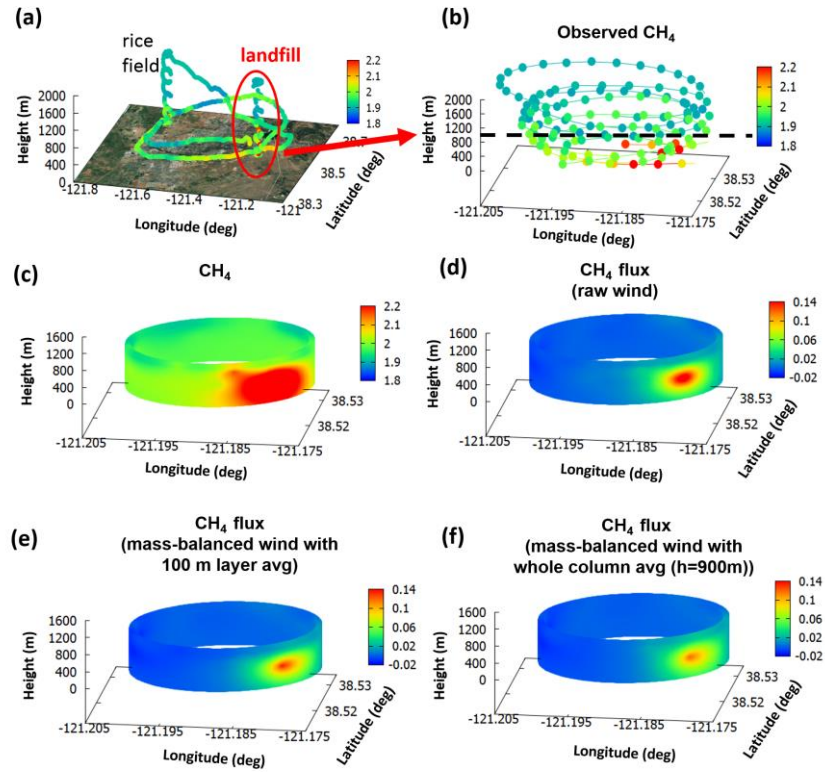 (a)
rice
field
landfill
2.2
2.1
2
1.9
1.8
Height (m)
2000
1600
1200
800
400
0
-121.8
-121.6
-121.4
-121.2
-121
38.3
38.5
Longitude (deg)
Latitude (deg)
(b)
Observed CH₄
2.2
2.1
2
1.9
1.8
Height (m)
2000
1600
1200
800
400
0
-121.205
-121.195
-121.185
-121.175
38.52
38.53
Longitude (deg)
Latitude (deg)
(c)
CH₄
2.2
2.1
2
1.9
1.8
Height (m)
1600
1200
800
400
0
-121.205
-121.195
-121.185
-121.175
38.52
38.53
Longitude (deg)
Latitude (deg)
(d)
CH₄ flux
(raw wind)
0.14
0.10
0.06
0.02
-0.02
Height (m)
1600
1200
800
400
0
-121.205
-121.195
-121.185
-121.175
38.52
38.53
Longitude (deg)
Latitude (deg)
(e)
CH₄ flux
(mass-balanced wind with
100 m layer avg)
0.14
0.10
0.06
0.02
-0.02
Height (m)
1600
1200
800
400
0
-121.205
-121.195
-121.185
-121.175
38.52
38.53
Longitude (deg)
Latitude (deg)
(f)
CH₄ flux
(mass-balanced wind with
whole column avg (h=900m))
0.14
0.10
0.06
0.02
-0.02
Height (m)
1600
1200
800
400
0
-121.205
-121.195
-121.185
-121.175
38.52
38.53
Longitude (deg)
Latitude (deg)